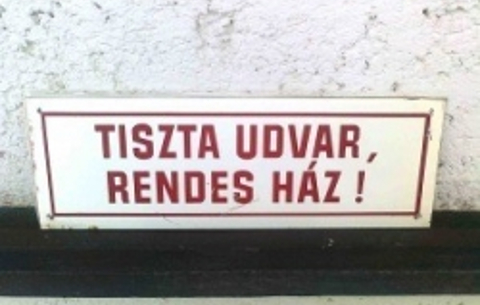 TISZTA UDVAR,
RENDES HÁZ!